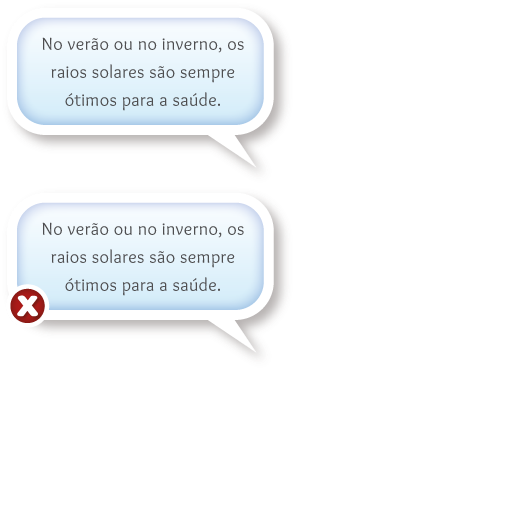 No verão ou no inverno, os
raios solares são sempre
ótimos para a saúde.
No verão ou no inverno, os
raios solares são sempre
ótimos para a saúde.